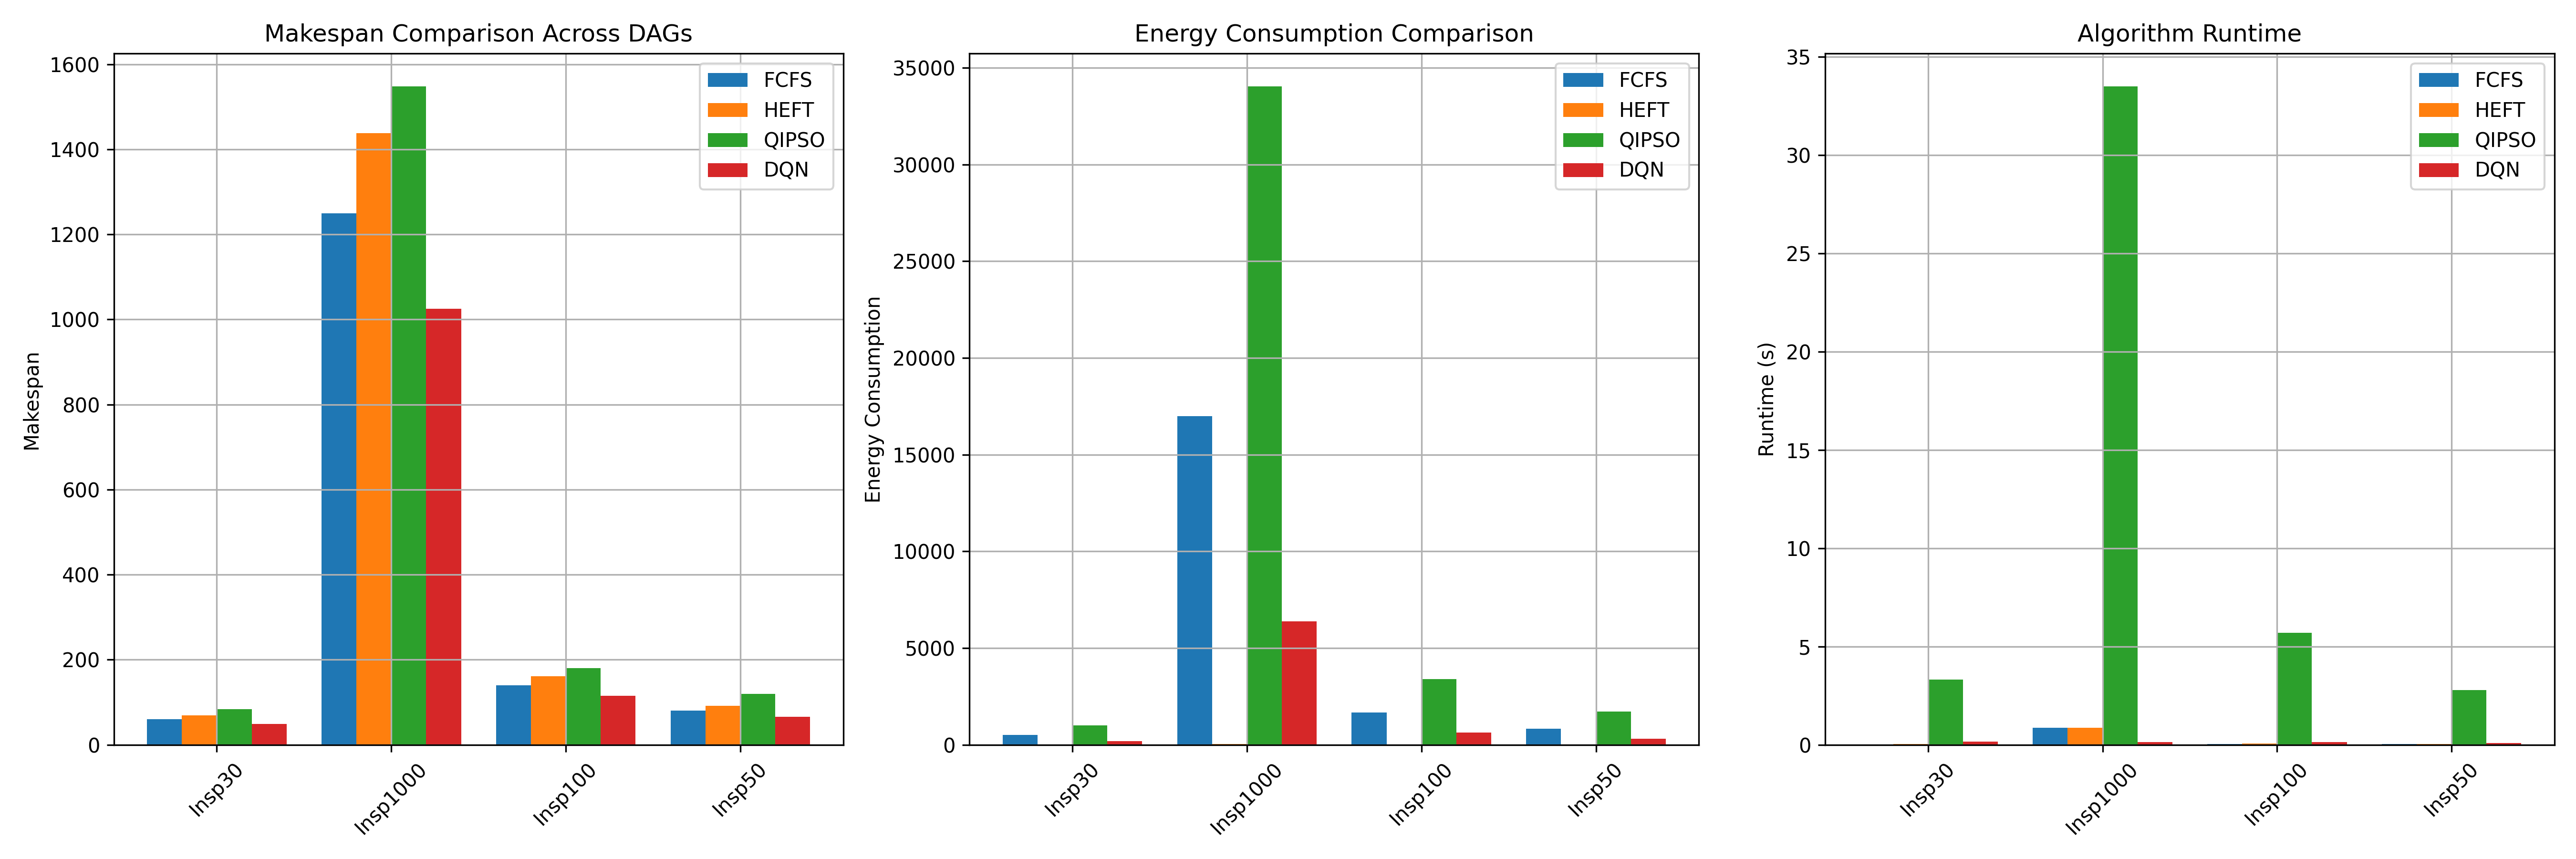 Makespan Comparison Across DAGs
Makespan
1600
1400
1200
1000
800
600
400
200
0
FCFS
HEFT
QIPSO
DQN
Insp30
Insp1000
Insp100
Insp50
Energy Consumption Comparison
Energy Consumption
35000
30000
25000
20000
15000
10000
5000
0
FCFS
HEFT
QIPSO
DQN
Insp30
Insp1000
Insp100
Insp50
Algorithm Runtime
Runtime (s)
35
30
25
20
15
10
5
0
FCFS
HEFT
QIPSO
DQN
Insp30
Insp1000
Insp100
Insp50